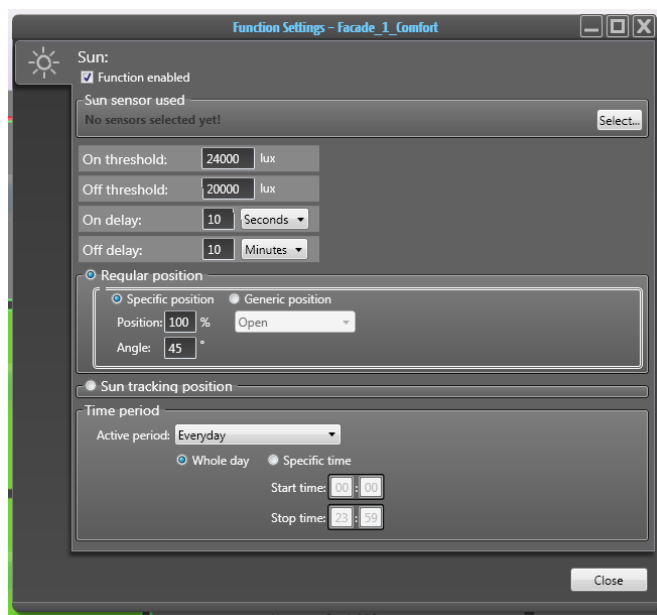 Function Settings - Facade_1_Comfort
Sun:
Function enabled
Sun sensor used
No sensors selected yet!
Select...
On threshold: 24000 lux
Off threshold: 20000 lux
On delay: 10 Seconds
Off delay: 10 Minutes
Regular position
Specific position Generic position
Position: 100 % Open
Angle: 45 °
Sun tracking position
Time period
Active period: Everyday
Whole day Specific time
Start time: 00 : 00
Stop time: 23 : 59
Close